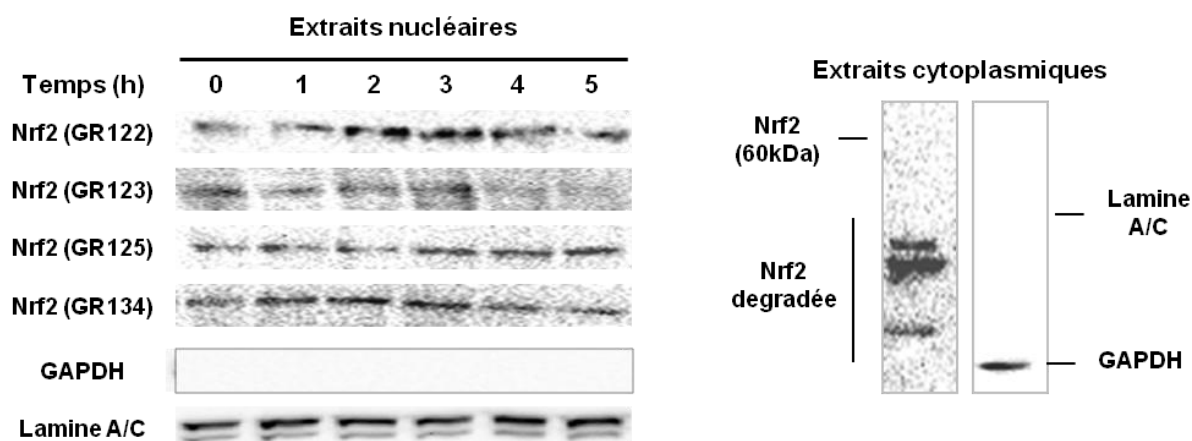 Extraits nucléaires
Temps (h) 0 1 2 3 4 5
Nrf2 (GR122)
Nrf2 (GR123)
Nrf2 (GR125)
Nrf2 (GR134)
GAPDH
Lamine A/C
Extraits cytoplasmiques
Nrf2
(60kDa)
Nrf2
degradée
Lamine
A/C
GAPDH